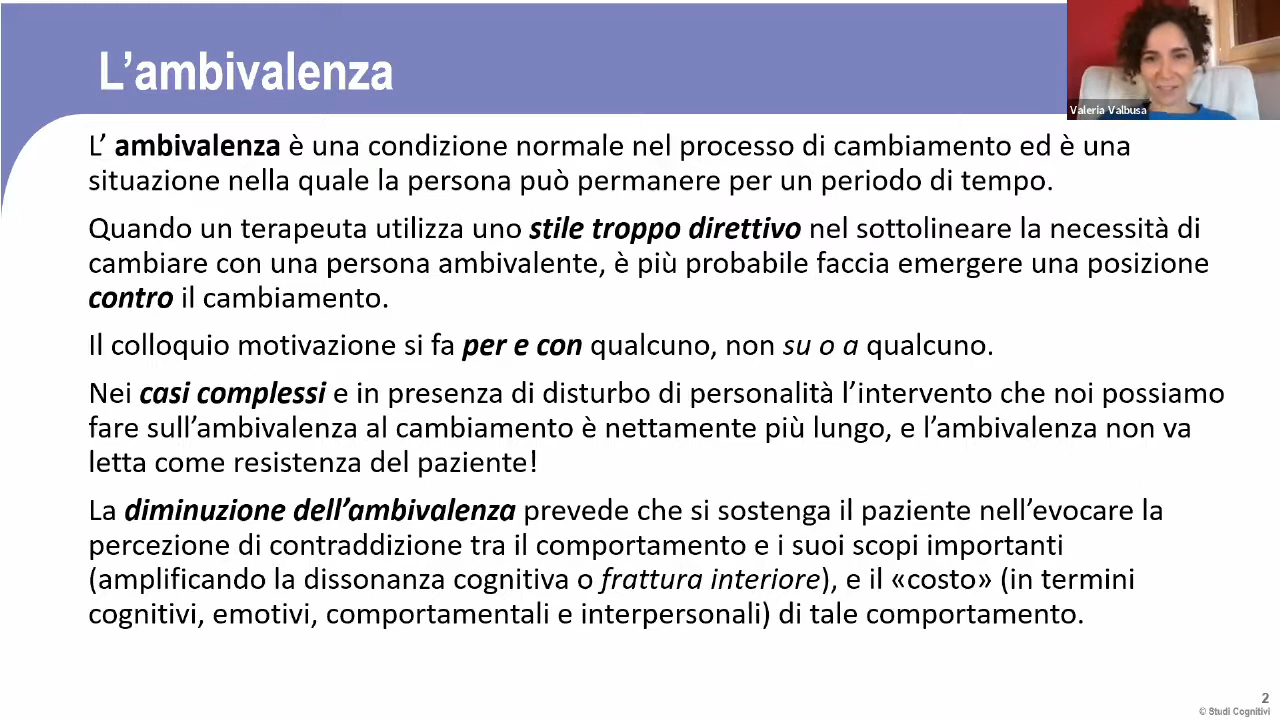 L’ambivalenza
Valeria Valbusa
L’ ambivalenza è una condizione normale nel processo di cambiamento ed è una
situazione nella quale la persona può permanere per un periodo di tempo.
Quando un terapeuta utilizza uno stile troppo direttivo nel sottolineare la necessità di
cambiare con una persona ambivalente, è più probabile faccia emergere una posizione
contro il cambiamento.
Il colloquio motivazione si fa per e con qualcuno, non su o a qualcuno.
Nei casi complessi e in presenza di disturbo di personalità l’intervento che noi possiamo
fare sull’ambivalenza al cambiamento è nettamente più lungo, e l’ambivalenza non va
letta come resistenza del paziente!
La diminuzione dell’ambivalenza prevede che si sostenga il paziente nell’evocare la
percezione di contraddizione tra il comportamento e i suoi scopi importanti
(amplificando la dissonanza cognitiva o frattura interiore), e il «costo» (in termini
cognitivi, emotivi, comportamentali e interpersonali) di tale comportamento.
2
© Studi Cognitivi